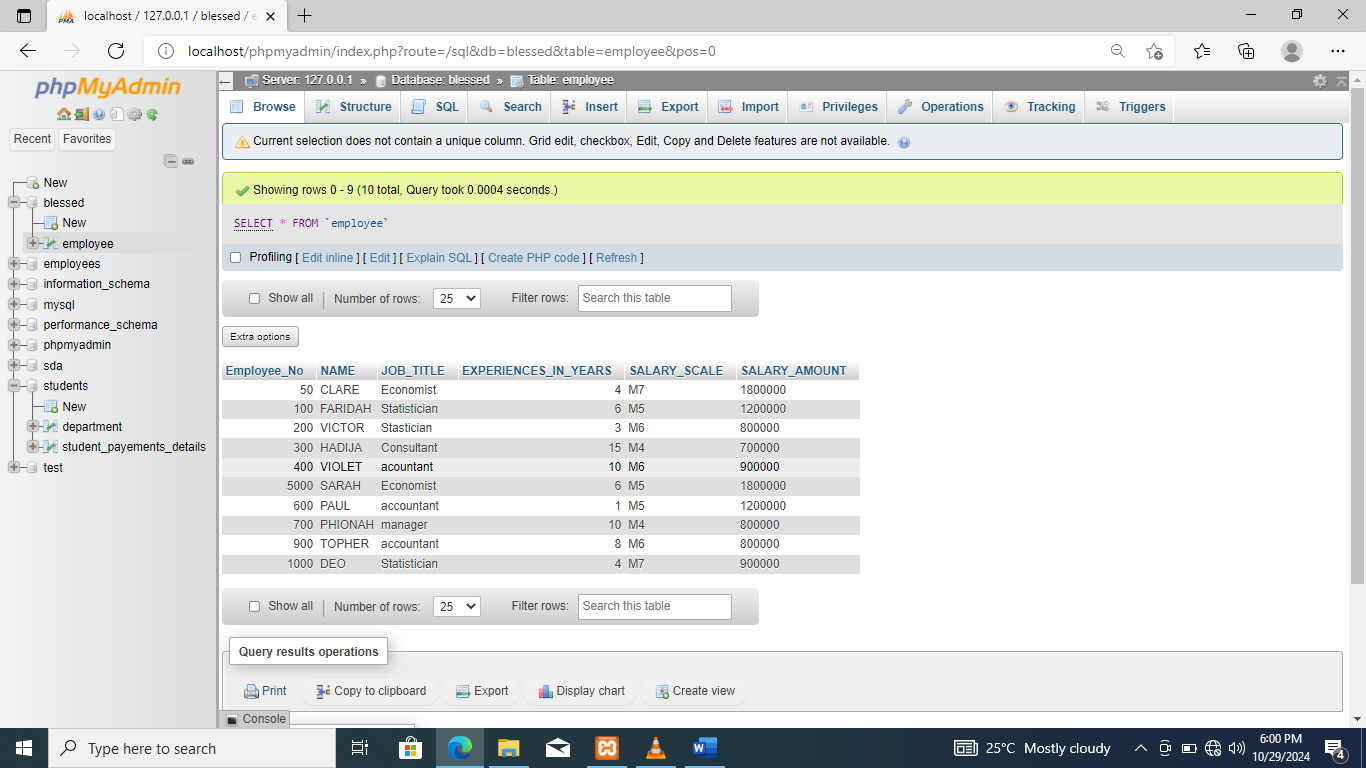 localhost / 127.0.0.1 / blessed / e
localhost/phpmyadmin/index.php?route=/sql&db=blessed&table=employee&pos=0
phpMyAdmin
Recent Favorites
New
blessed
New
employee
employees
information_schema
mysql
performance_schema
phpmyadmin
sda
students
New
department
student_payements_details
test
Server: 127.0.0.1 » Database: blessed » Table: employee
Browse Structure SQL Search Insert Export Import Privileges Operations Tracking Triggers
Current selection does not contain a unique column. Grid edit, checkbox, Edit, Copy and Delete features are not available.
Showing rows 0 - 9 (10 total, Query took 0.0004 seconds.)
SELECT * FROM `employee`
Profiling [ Edit inline ] [ Edit ] [ Explain SQL ] [ Create PHP code ] [ Refresh ]
Show all Number of rows: 25 Filter rows: Search this table
Extra options
Employee_No NAME JOB_TITLE EXPERIENCES_IN_YEARS SALARY_SCALE SALARY_AMOUNT
50 CLARE Economist 4 M7 1800000
100 FARIDAH Statistician 6 M5 1200000
200 VICTOR Stastician 3 M6 800000
300 HADIJA Consultant 15 M4 700000
400 VIOLET acountant 10 M6 900000
5000 SARAH Economist 6 M5 1800000
600 PAUL accountant 1 M5 1200000
700 PHIONAH manager 10 M4 800000
900 TOPHER accountant 8 M6 800000
1000 DEO Statistician 4 M7 900000
Show all Number of rows: 25 Filter rows: Search this table
Query results operations
Print Copy to clipboard Export Display chart Create view
Console
Type here to search
25°C Mostly cloudy
6:00 PM
10/29/2024
4